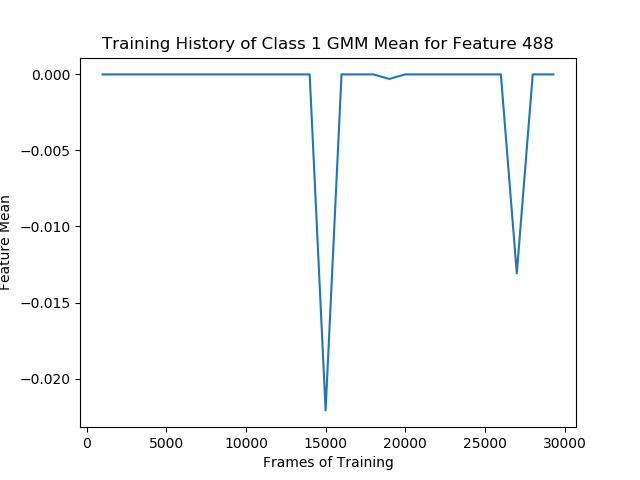 Training History of Class 1 GMM Mean for Feature 488
0.000
−0.005
−0.010
−0.015
−0.020
Feature Mean
0 5000 10000 15000 20000 25000 30000
Frames of Training